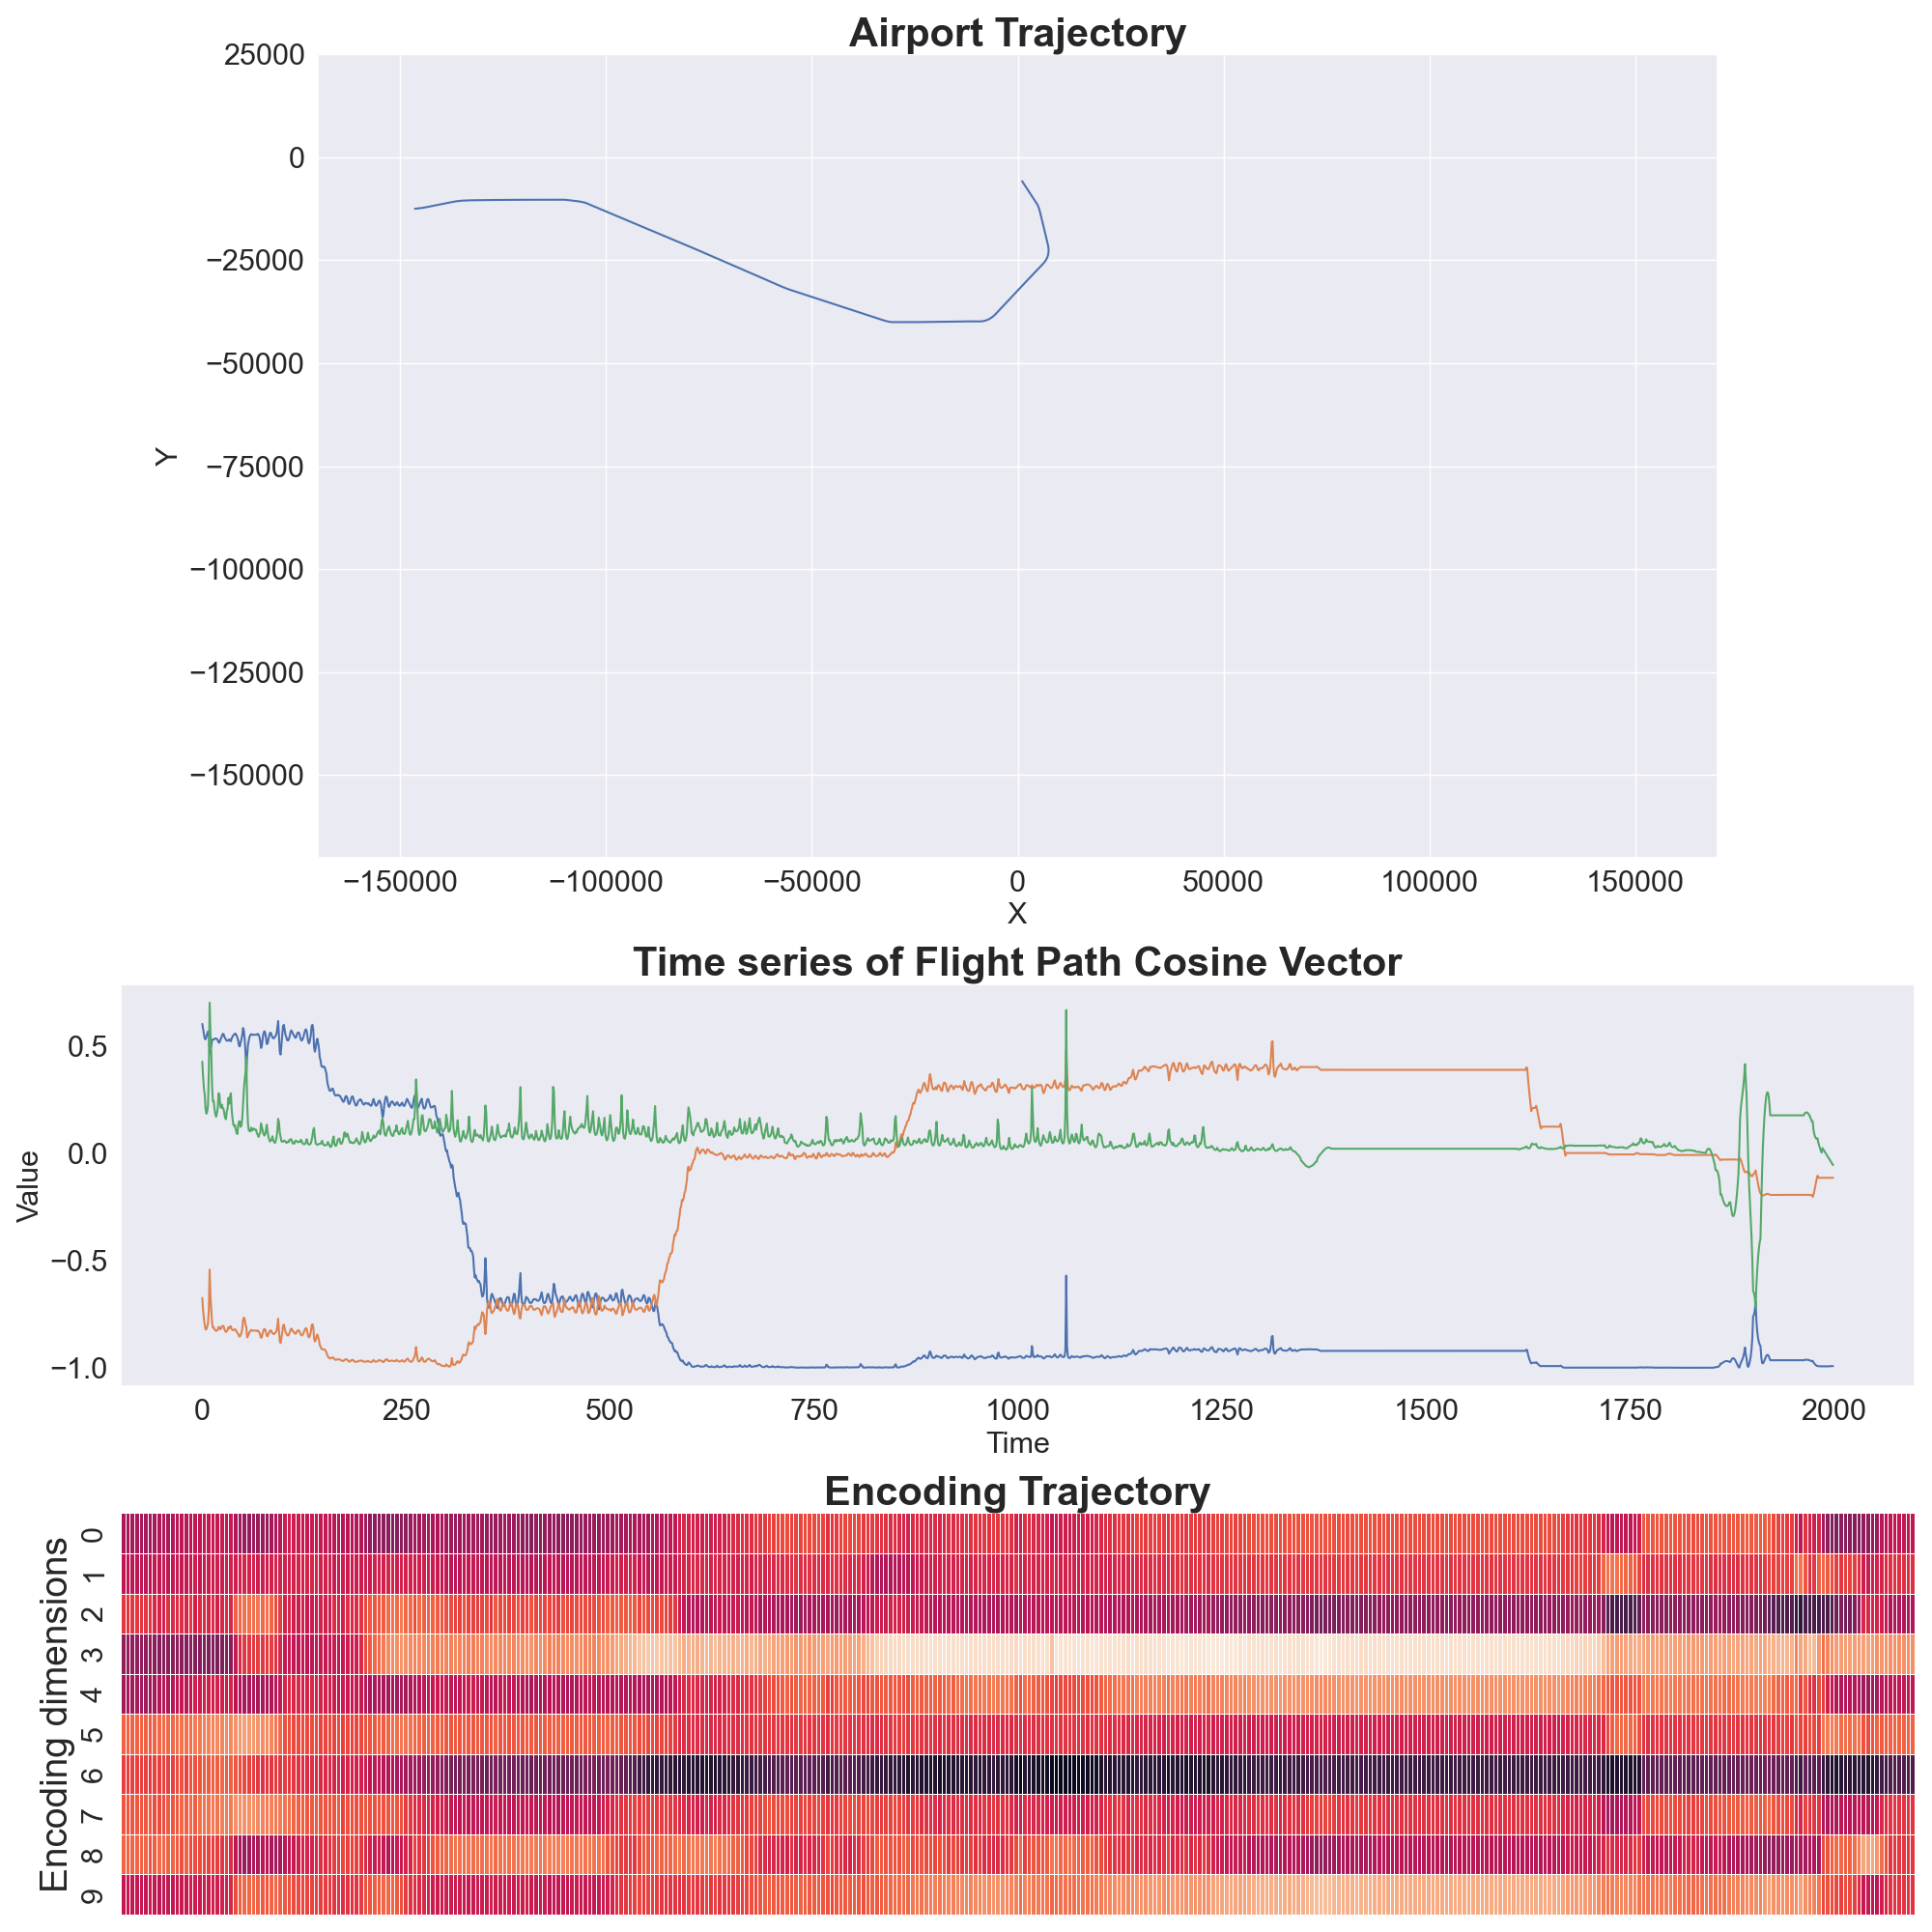 Airport Trajectory
25000
0
−25000
−50000
−75000
−100000
−125000
−150000
Y
−150000 −100000 −50000 0 50000 100000 150000
X
Time series of Flight Path Cosine Vector
0.5
0.0
−0.5
−1.0
Value
0 250 500 750 1000 1250 1500 1750 2000
Time
Encoding Trajectory
Encoding dimensions
0
1
2
3
4
5
6
7
8
9